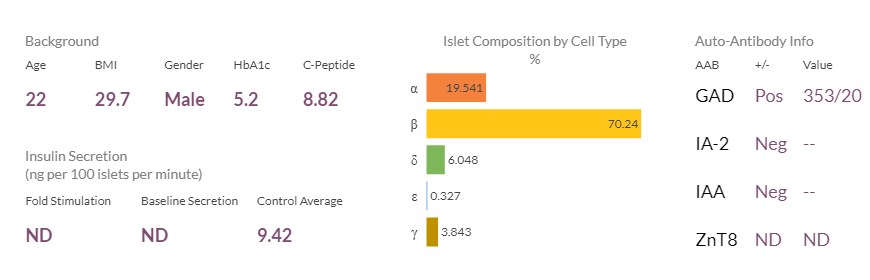 Background
Age BMI Gender HbA1c C-Peptide
22 29.7 Male 5.2 8.82
Insulin Secretion
(ng per 100 islets per minute)
Fold Stimulation Baseline Secretion Control Average
ND ND 9.42
Islet Composition by Cell Type
%
α 19.541
β 70.24
δ 6.048
ε 0.327
γ 3.843
Auto-Antibody Info
AAB +/- Value
GAD Pos 353/20
IA-2 Neg --
IAA Neg --
ZnT8 ND ND